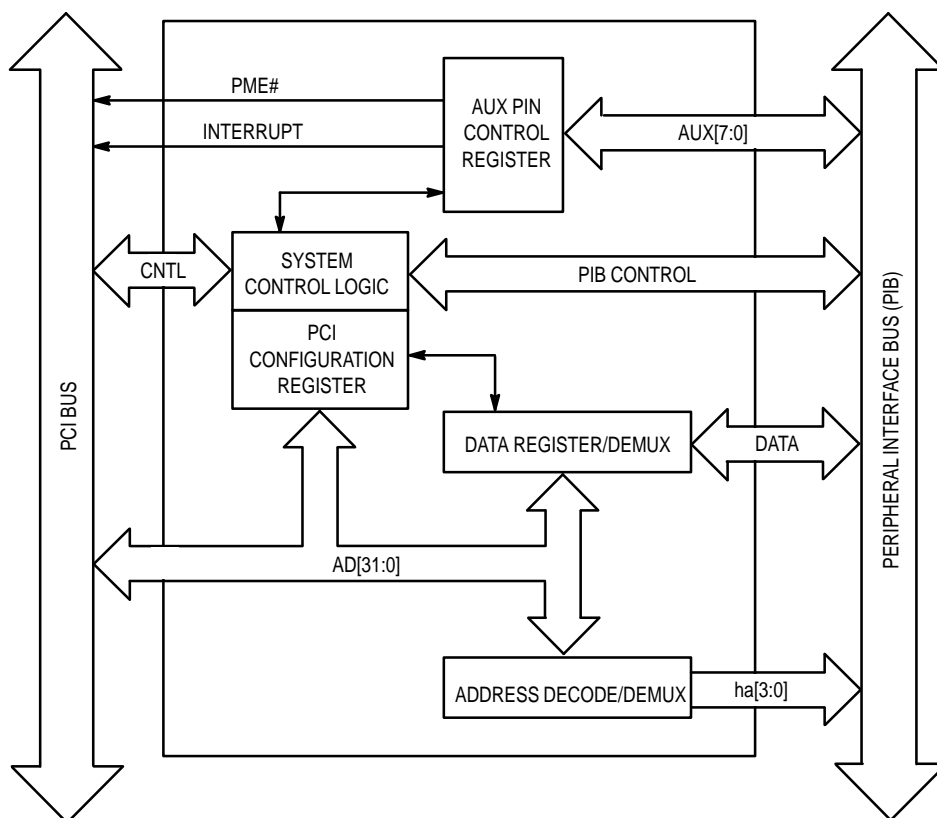 PME#
INTERRUPT
AUX PIN
CONTROL
REGISTER
AUX[7:0]
CNTL
SYSTEM
CONTROL LOGIC
PIB CONTROL
PCI
CONFIGURATION
REGISTER
DATA REGISTER/DEMUX
DATA
AD[31:0]
ADDRESS DECODE/DEMUX
ha[3:0]
PCI BUS
PERIPHERAL INTERFACE BUS (PIB)